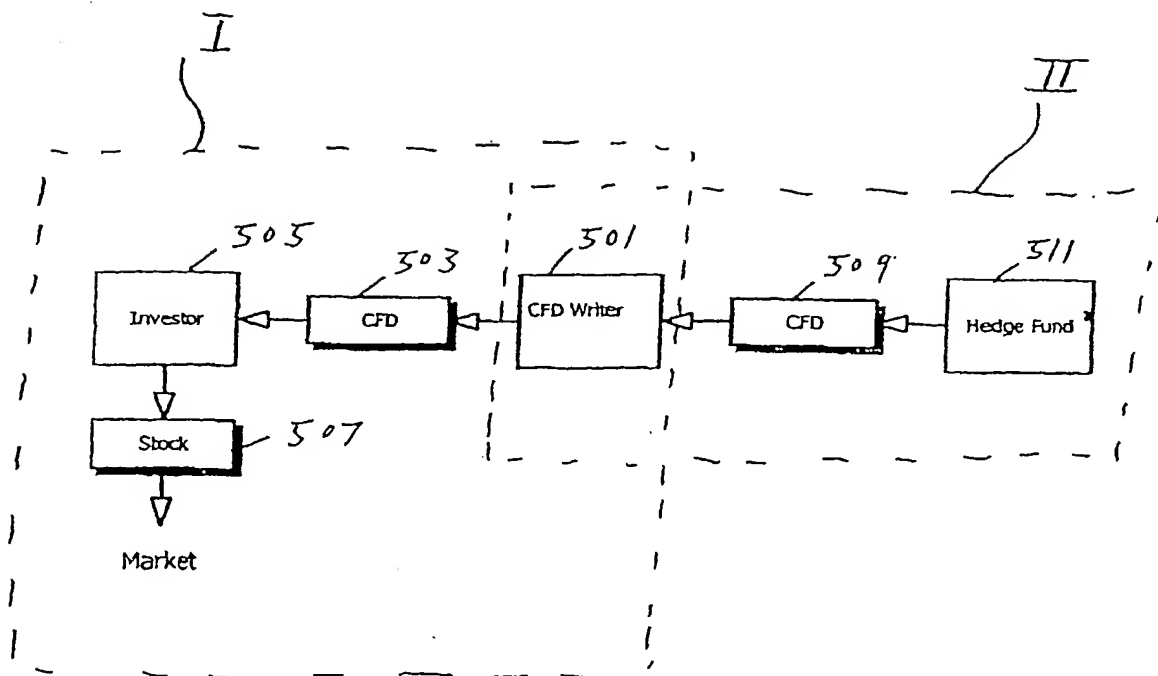 I
II
505
503
501
509
511
Investor
CFD
CFD Writer
CFD
Hedge Fund
Stock
507
Market